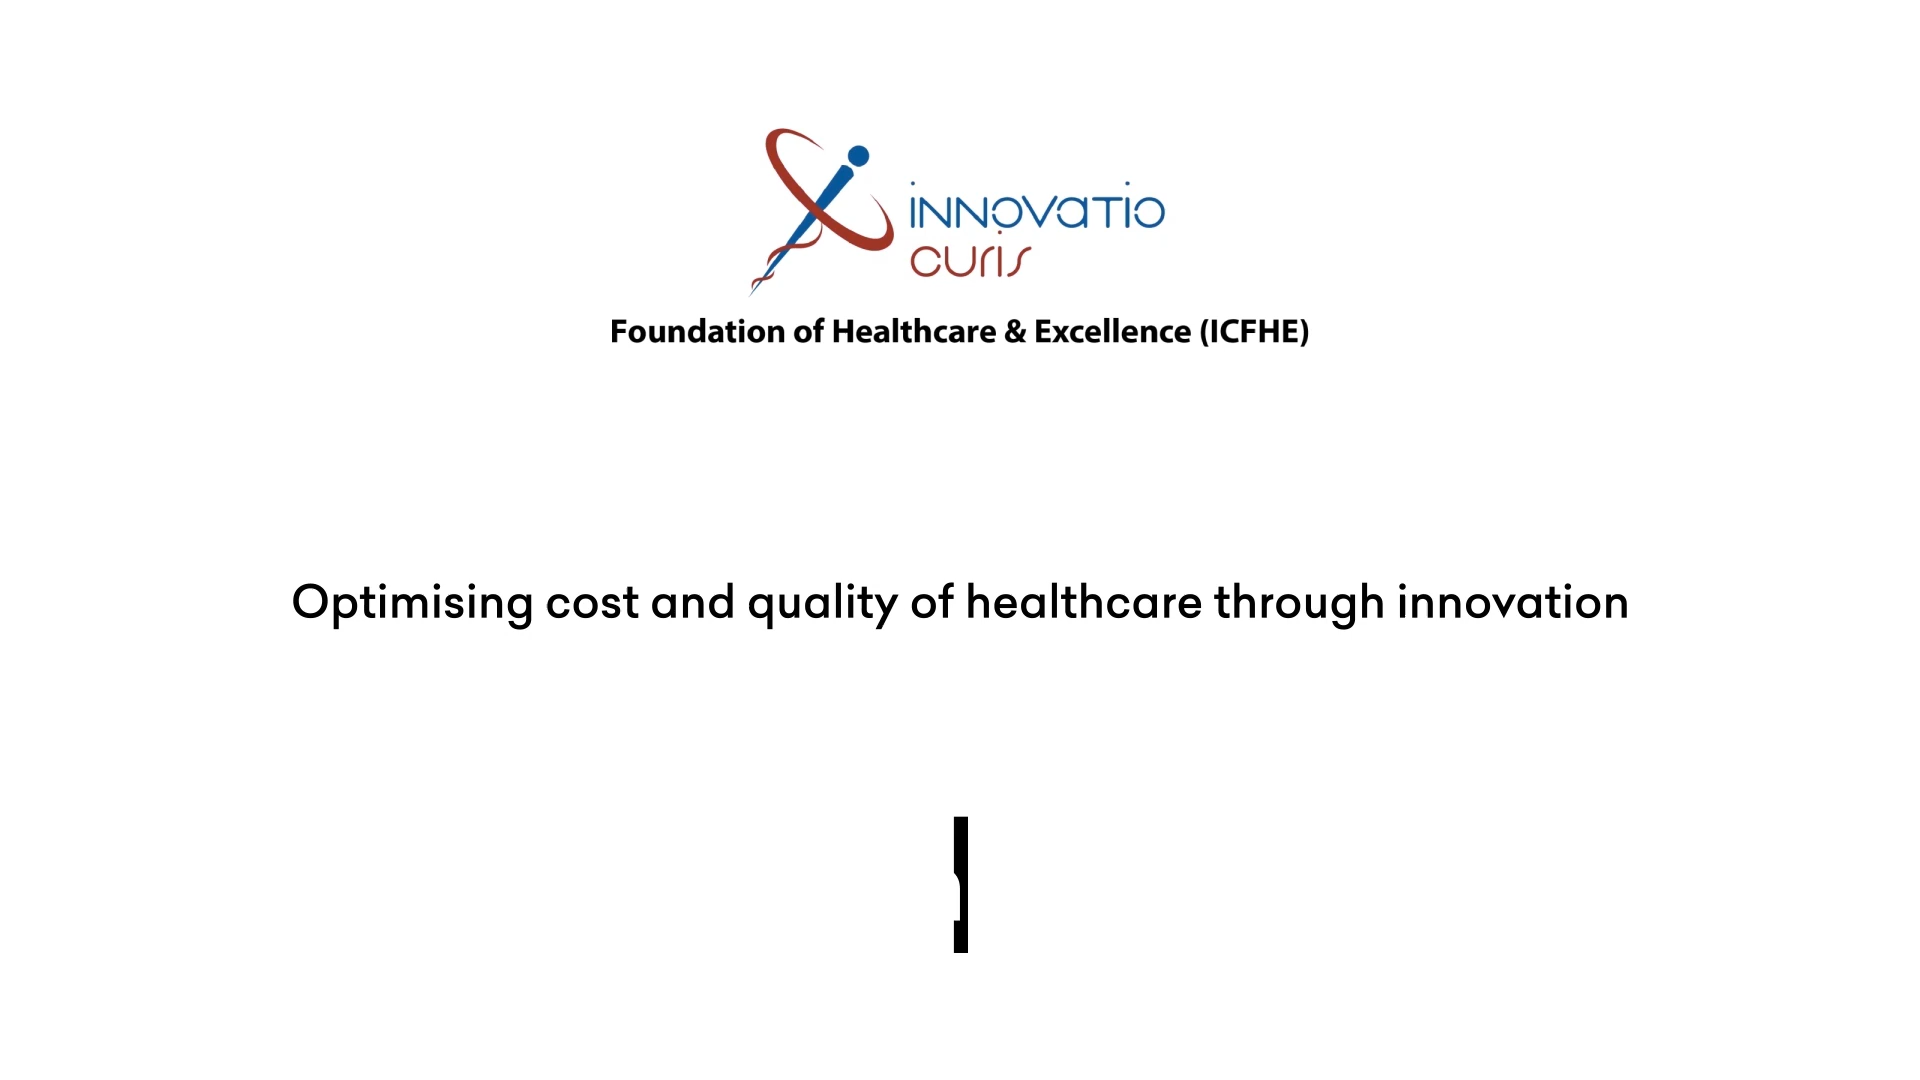 innovatio
curis
Foundation of Healthcare & Excellence (ICFHE)
Optimising cost and quality of healthcare through innovation